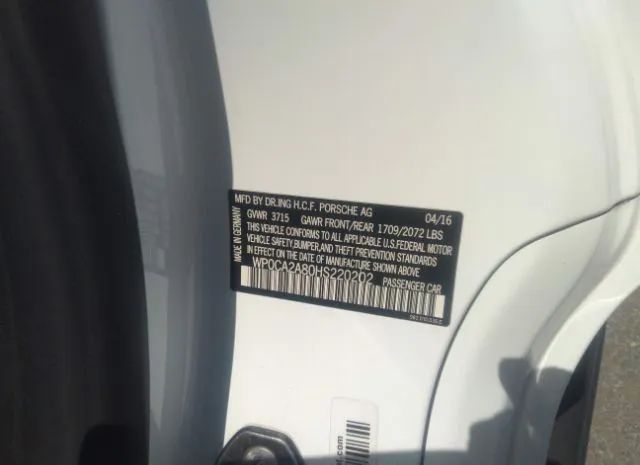 MFD BY DR.ING H.C.F. PORSCHE AG 04/16
GVWR 3715 GAWR FRONT/REAR 1709/2072 LBS
THIS VEHICLE CONFORMS TO ALL APPLICABLE U.S.FEDERAL MOTOR
VEHICLE SAFETY,BUMPER,AND THEFT PREVENTION STANDARDS
IN EFFECT ON THE DATE OF MANUFACTURE SHOWN ABOVE
WP0CA2A80HS220202 PASSENGER CAR
MADE IN GERMANY